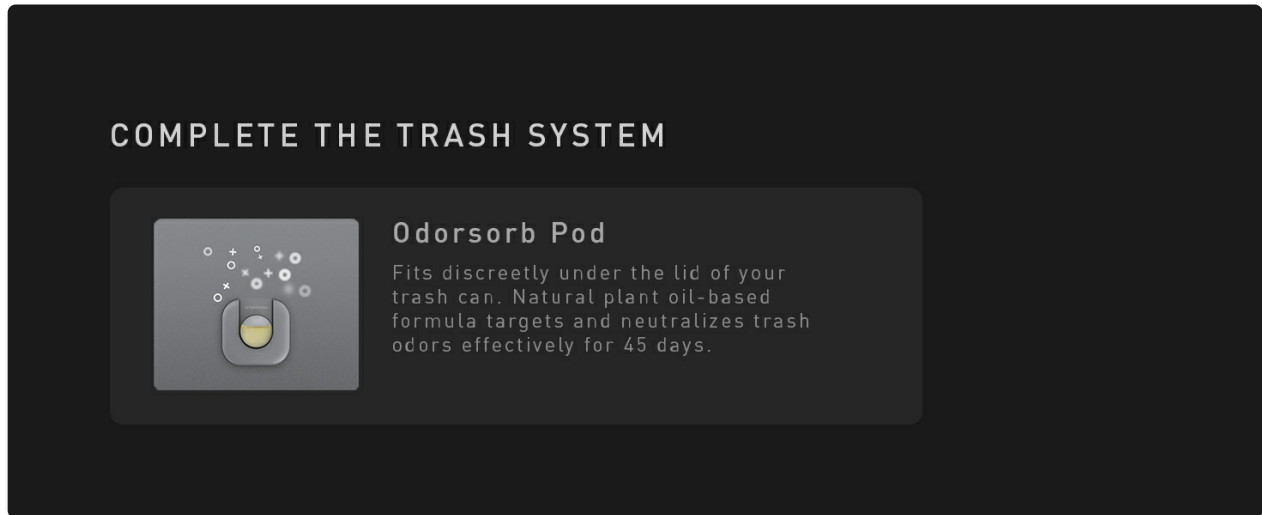 COMPLETE THE TRASH SYSTEM
Odorsorb Pod
Fits discreetly under the lid of your
trash can. Natural plant oil-based
formula targets and neutralizes trash
odors effectively for 45 days.